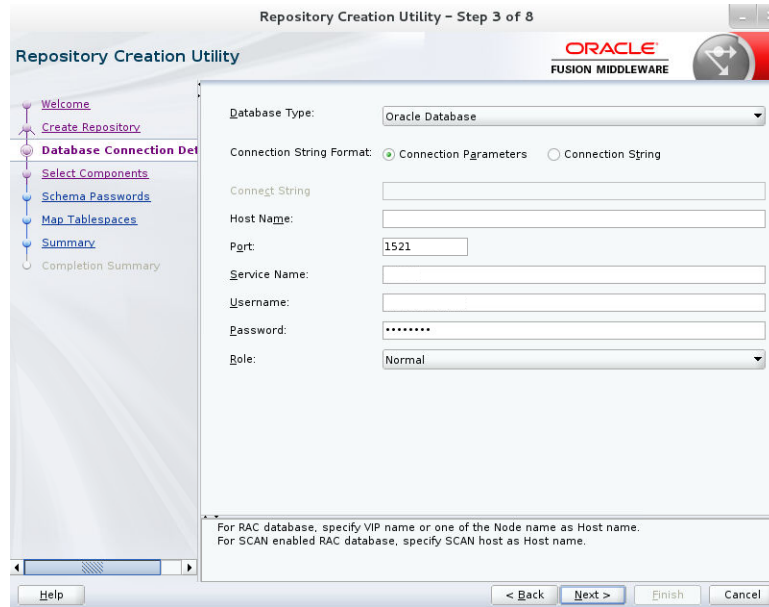 Repository Creation Utility – Step 3 of 8
Repository Creation Utility
ORACLE
FUSION MIDDLEWARE
Welcome
Create Repository
Database Connection Det
Select Components
Schema Passwords
Map Tablespaces
Summary
Completion Summary
Database Type: Oracle Database
Connection String Format: Connection Parameters Connection String
Connect String
Host Name:
Port: 1521
Service Name:
Username:
Password: ••••••••
Role: Normal
For RAC database, specify VIP name or one of the Node name as Host name.
For SCAN enabled RAC database, specify SCAN host as Host name.
Help < Back Next > Finish Cancel